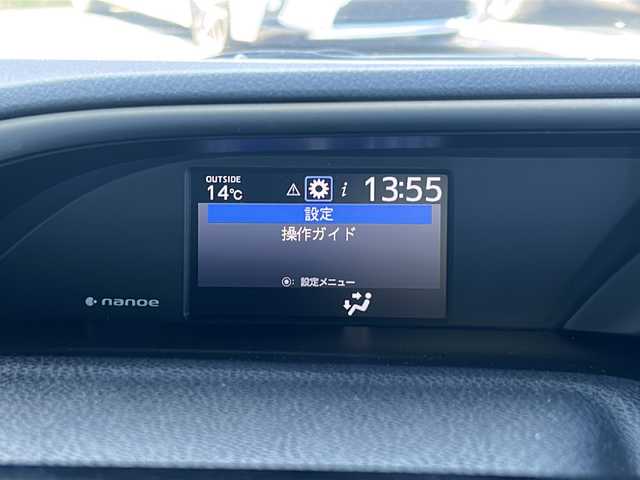 OUTSIDE
14℃
13:55
設定
操作ガイド
◉: 設定メニュー
nanoe